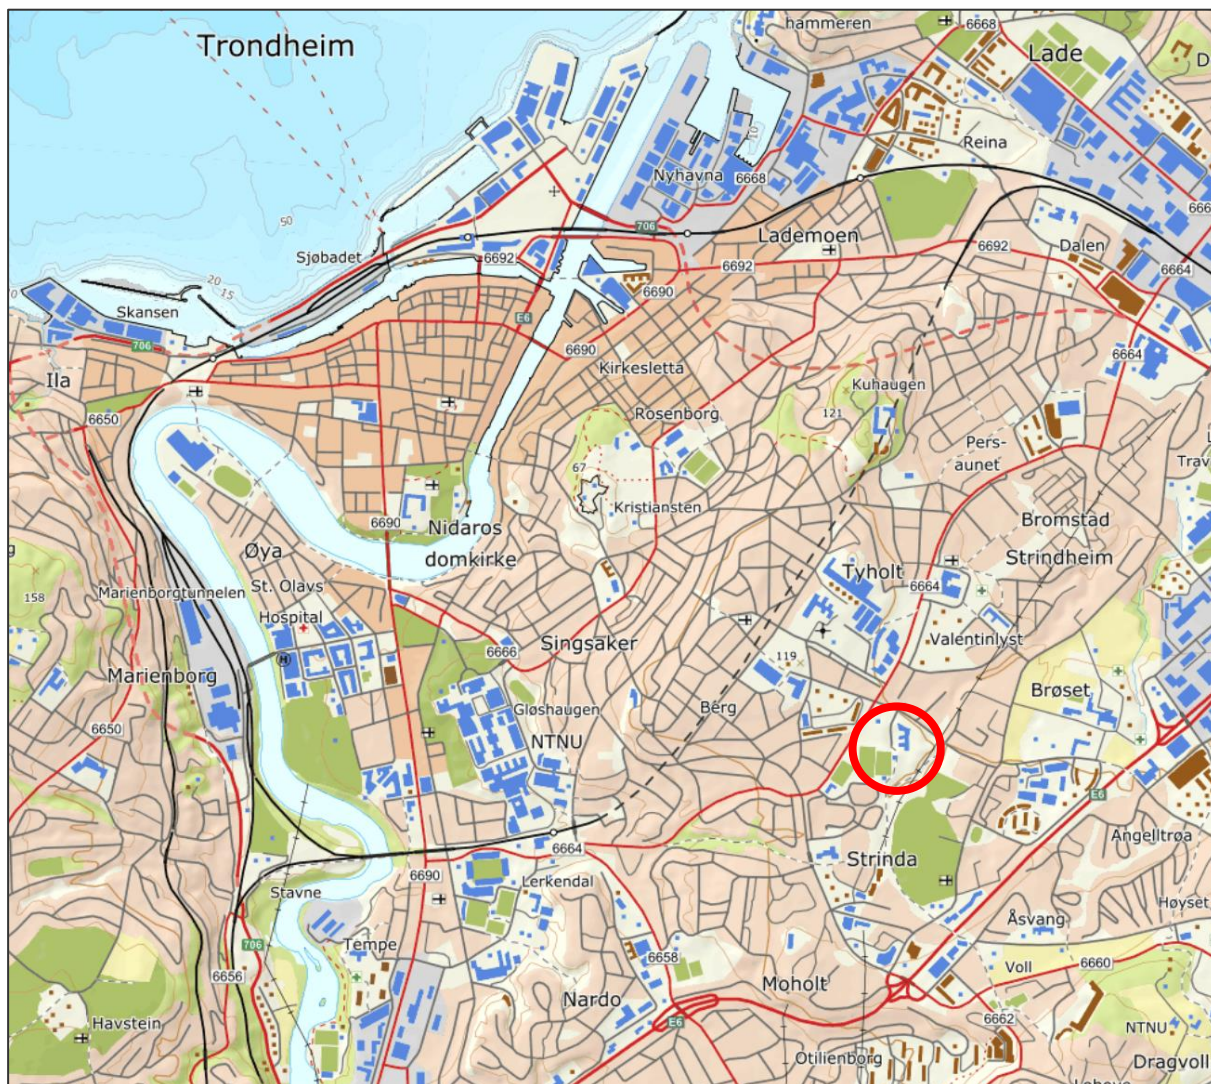 hammeren
6668
Trondheim
Lade
Reina
10
Nyhavna
6668
50
706
Lademoen
Sjøbadet
6692
6692
6692
Dalen
20
15
6664
6690
Skansen
E6
706
6690
6664
Kirkesletta
Ila
Kuhaugen
6650
Rosenborg
121
Pers-
aunet
67
Kristiansten
6690
Nidaros
domkirke
Bromstad
Strindheim
Øya
Tyholt
St. Olavs
6664
158
Marienborgtunnelen
Hospital
Valentinlyst
Singsaker
6666
119
H
Marienborg
Brøset
Gløshaugen
Berg
6650
NTNU
E6
Angelltrøa
6664
Strinda
6690
Lerkendal
Stavne
Høyset
Åsvang
706
Tempe
6658
Voll
6660
6656
Moholt
Nardo
E6
6662
Havstein
NTNU
Otilienborg
Dragvoll